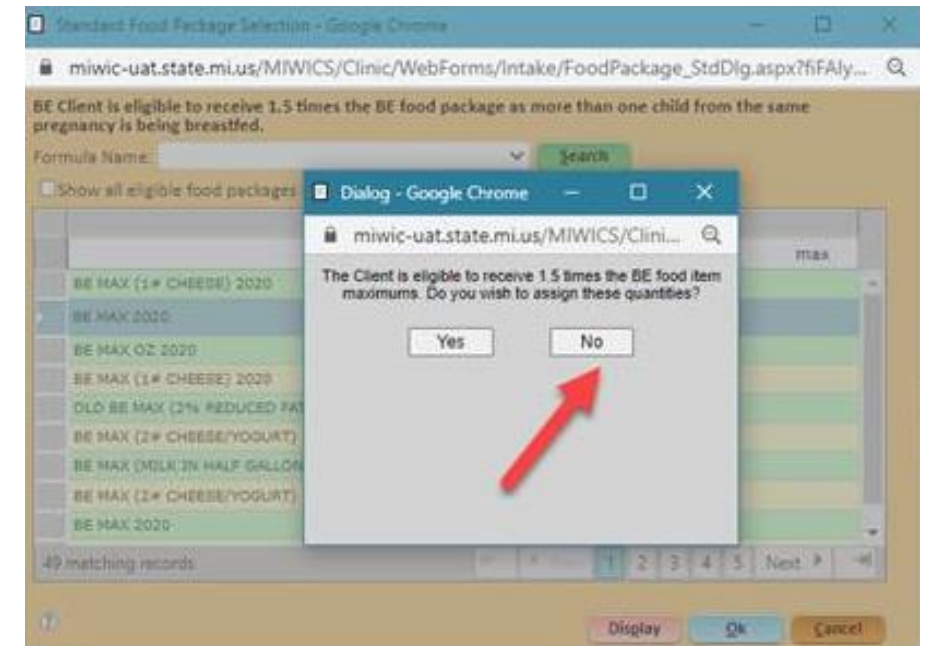 Standard Food Package Selection - Google Chrome
miwic-uat.state.mi.us/MIWICS/Clinic/WebForms/Intake/FoodPackage_StdDlg.aspx?fiFAly...
BE Client is eligible to receive 1.5 times the BE food package as more than one child from the same
pregnancy is being breastfed.
Formula Name:
Search
Show all eligible food packages
max
BE MAX (1# CHEESE) 2020
BE MAX 2020
BE MAX OZ 2020
BE MAX (1# CHEESE) 2020
OLD BE MAX (2% REDUCED FAT
BE MAX (2# CHEESE/YOGURT)
BE MAX (MILK IN HALF GALLON
BE MAX (2# CHEESE/YOGURT)
BE MAX 2020
49 matching records
1 2 3 4 5 Next
Display Ok Cancel
Dialog - Google Chrome
miwic-uat.state.mi.us/MIWICS/Clini...
The Client is eligible to receive 1.5 times the BE food item
maximums. Do you wish to assign these quantities?
Yes No